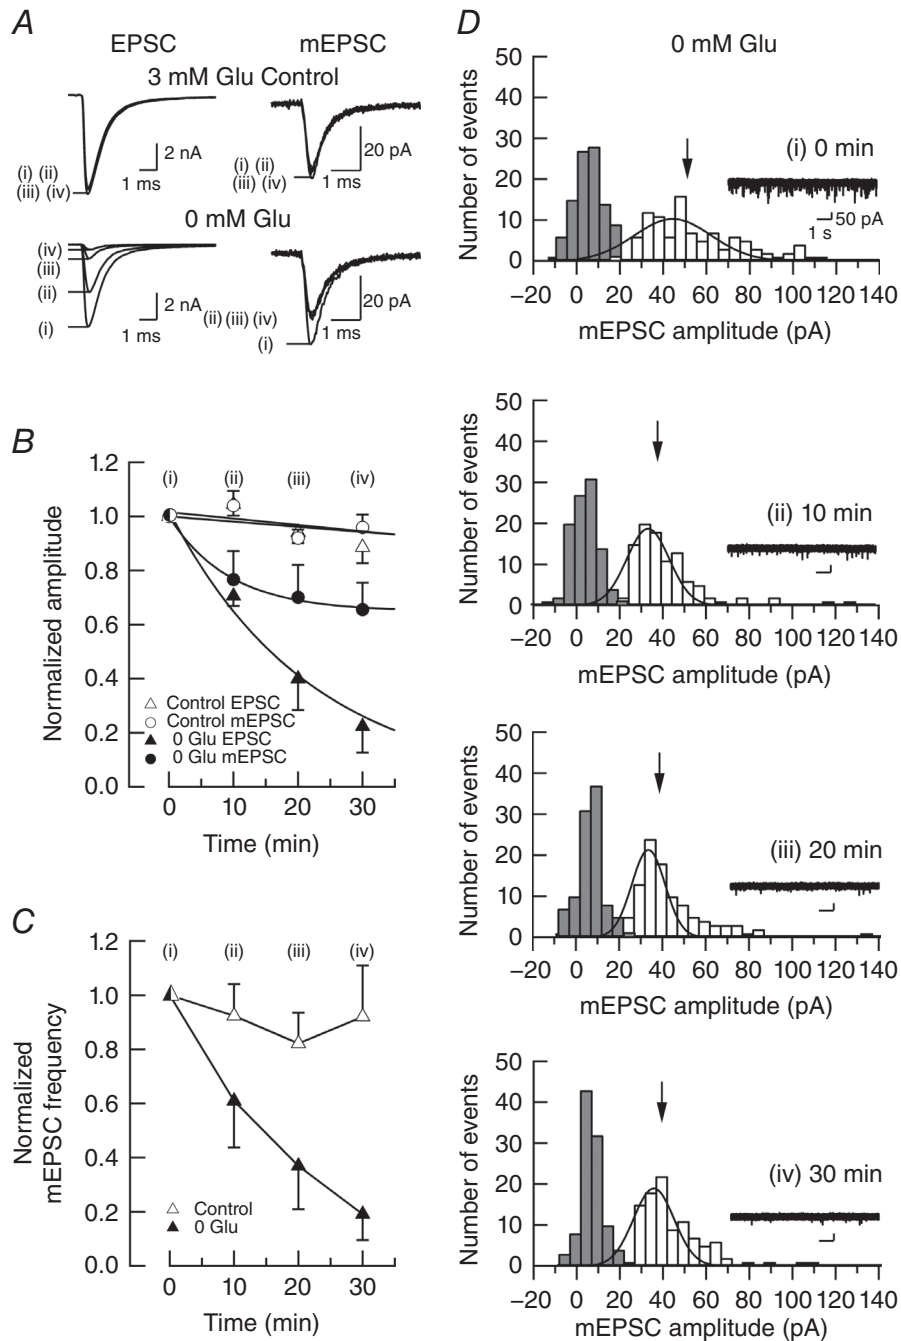 A
EPSC
mEPSC
3 mM Glu Control
(i) (ii)
(iii) (iv)
2 nA
1 ms
(i) (ii)
(iii) (iv)
20 pA
1 ms
0 mM Glu
(iv)
(iii)
(ii)
(i)
2 nA
1 ms
(ii) (iii) (iv)
(i)
20 pA
1 ms
B
Normalized amplitude
1.2
1.0
0.8
0.6
0.4
0.2
0.0
(i)
(ii)
(iii)
(iv)
Control EPSC
Control mEPSC
0 Glu EPSC
0 Glu mEPSC
0
10
20
30
Time (min)
C
Normalized
mEPSC frequency
1.2
1.0
0.8
0.6
0.4
0.2
0.0
(i)
(ii)
(iii)
(iv)
Control
0 Glu
0
10
20
30
Time (min)
D
0 mM Glu
Number of events
50
40
30
20
10
0
(i) 0 min
50 pA
1 s
−20 0 20 40 60 80 100 120 140
mEPSC amplitude (pA)
Number of events
50
40
30
20
10
0
(ii) 10 min
−20 0 20 40 60 80 100 120 140
mEPSC amplitude (pA)
Number of events
50
40
30
20
10
0
(iii) 20 min
−20 0 20 40 60 80 100 120 140
mEPSC amplitude (pA)
Number of events
50
40
30
20
10
0
(iv) 30 min
−20 0 20 40 60 80 100 120 140
mEPSC amplitude (pA)